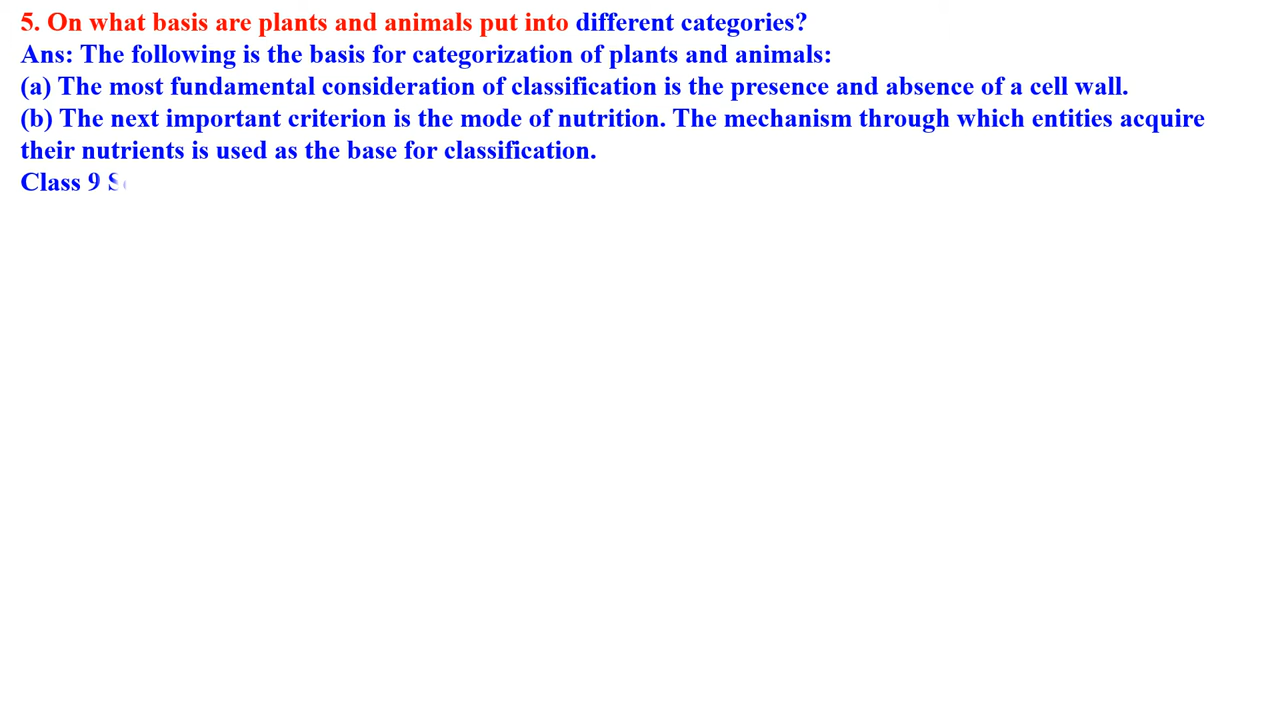 5. On what basis are plants and animals put into different categories?
Ans: The following is the basis for categorization of plants and animals:
(a) The most fundamental consideration of classification is the presence and absence of a cell wall.
(b) The next important criterion is the mode of nutrition. The mechanism through which entities acquire
their nutrients is used as the base for classification.
Class 9